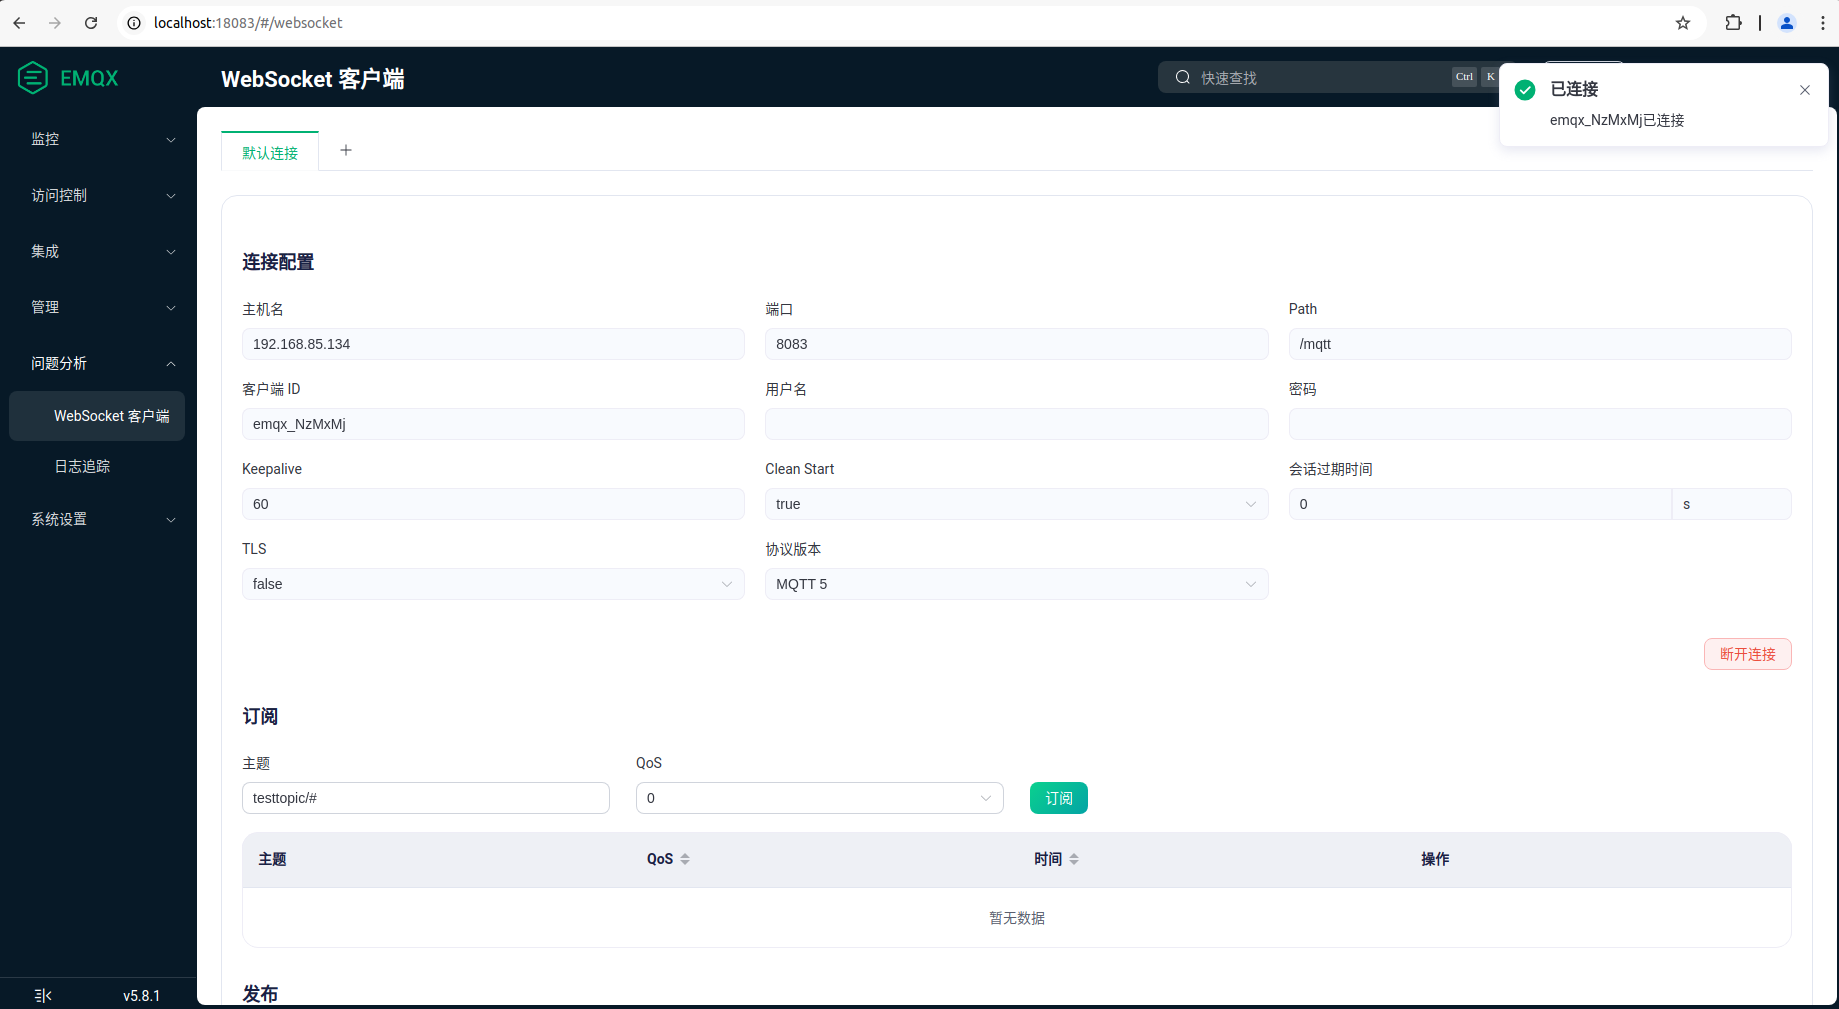 localhost:18083/#/websocket
EMQX
WebSocket 客户端
快速查找
Ctrl K
已连接
emqx_NzMxMj已连接
监控
访问控制
集成
管理
问题分析
WebSocket 客户端
日志追踪
系统设置
v5.8.1
默认连接
连接配置
主机名 端口 Path
192.168.85.134 8083 /mqtt
客户端 ID 用户名 密码
emqx_NzMxMj
Keepalive Clean Start 会话过期时间
60 true 0 s
TLS 协议版本
false MQTT 5
断开连接
订阅
主题 QoS
testtopic/# 0 订阅
主题 QoS 时间 操作
暂无数据
发布